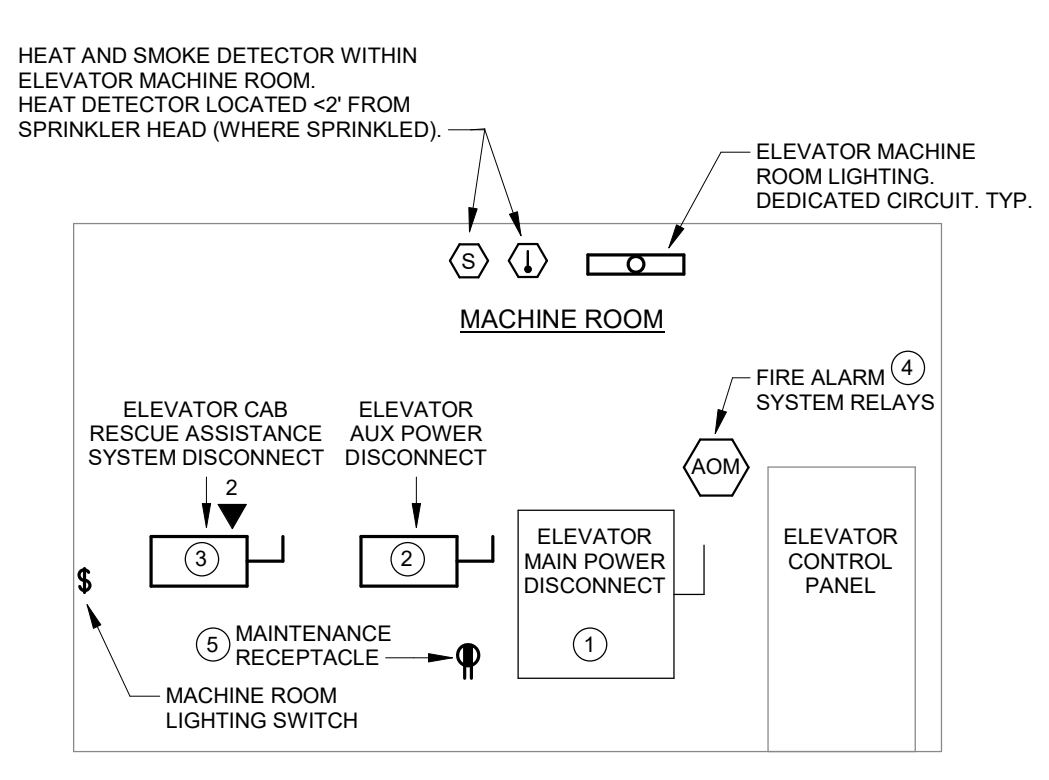 HEAT AND SMOKE DETECTOR WITHIN
ELEVATOR MACHINE ROOM.
HEAT DETECTOR LOCATED <2' FROM
SPRINKLER HEAD (WHERE SPRINKLED).
ELEVATOR MACHINE
ROOM LIGHTING.
DEDICATED CIRCUIT. TYP.
S
MACHINE ROOM
FIRE ALARM 4
SYSTEM RELAYS
AOM
ELEVATOR CAB
RESCUE ASSISTANCE
SYSTEM DISCONNECT
2
3
ELEVATOR
AUX POWER
DISCONNECT
2
ELEVATOR
MAIN POWER
DISCONNECT
1
ELEVATOR
CONTROL
PANEL
$
5 MAINTENANCE
RECEPTACLE
MACHINE ROOM
LIGHTING SWITCH